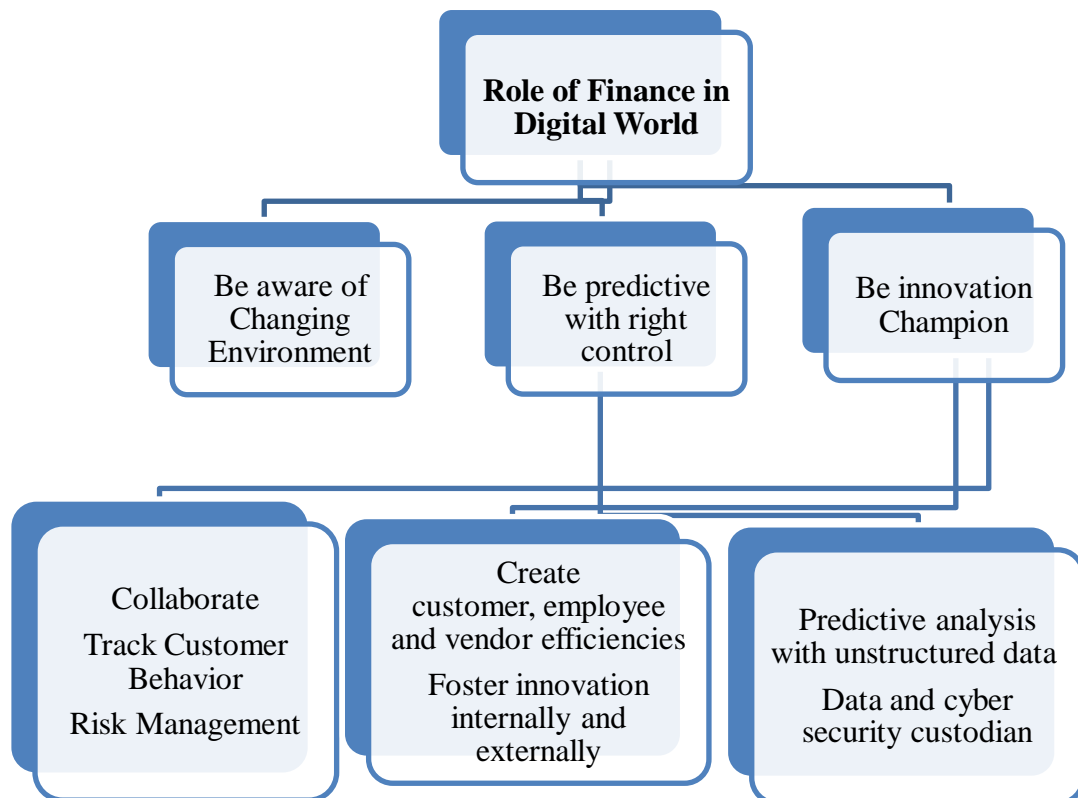 Role of Finance in
Digital World
Be aware of
Changing
Environment
Be predictive
with right
control
Be innovation
Champion
Collaborate
Track Customer
Behavior
Risk Management
Create
customer, employee
and vendor efficiencies
Foster innovation
internally and
externally
Predictive analysis
with unstructured data
Data and cyber
security custodian